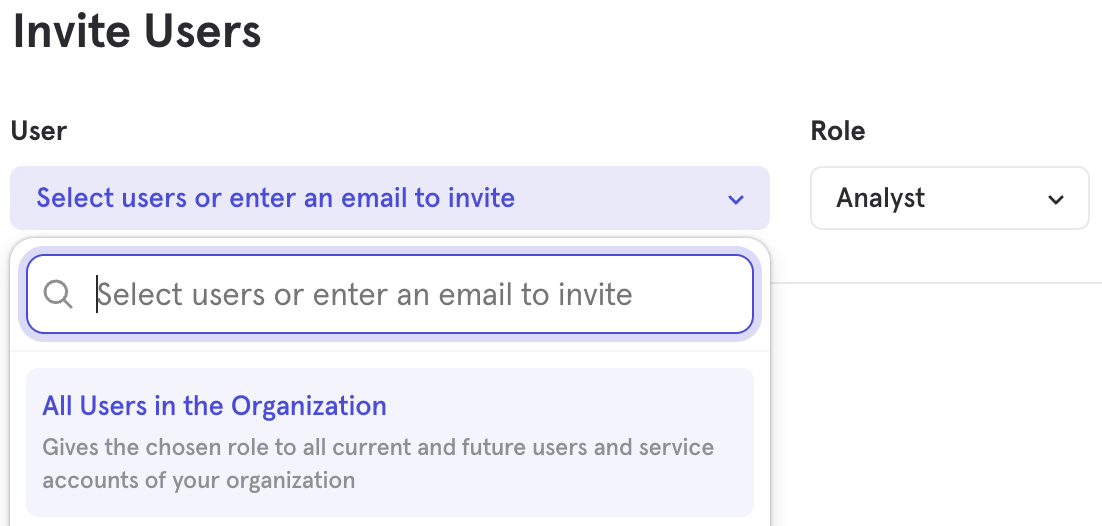 Invite Users
User
Role
Select users or enter an email to invite
Analyst
Select users or enter an email to invite
All Users in the Organization
Gives the chosen role to all current and future users and service
accounts of your organization